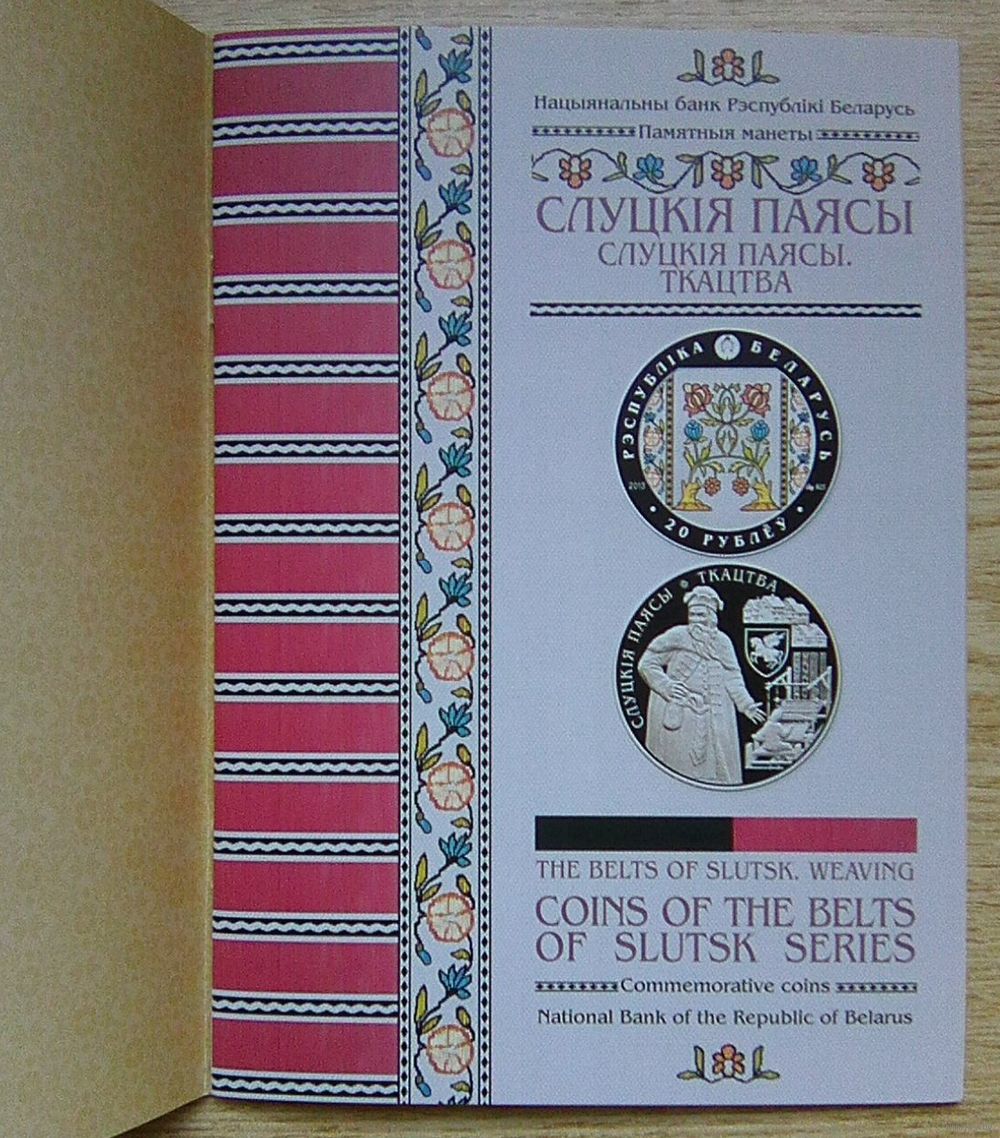 Нацыянальны банк Рэспублікі Беларусь
Памятныя манеты
СЛУЦКІЯ ПАЯСЫ
СЛУЦКІЯ ПАЯСЫ.
ТКАЦТВА
РЭСПУБЛІКА БЕЛАРУСЬ
2013
20 РУБЛЁЎ
СЛУЦКІЯ ПАЯСЫ ТКАЦТВА
THE BELTS OF SLUTSK. WEAVING
COINS OF THE BELTS
OF SLUTSK SERIES
Commemorative coins
National Bank of the Republic of Belarus